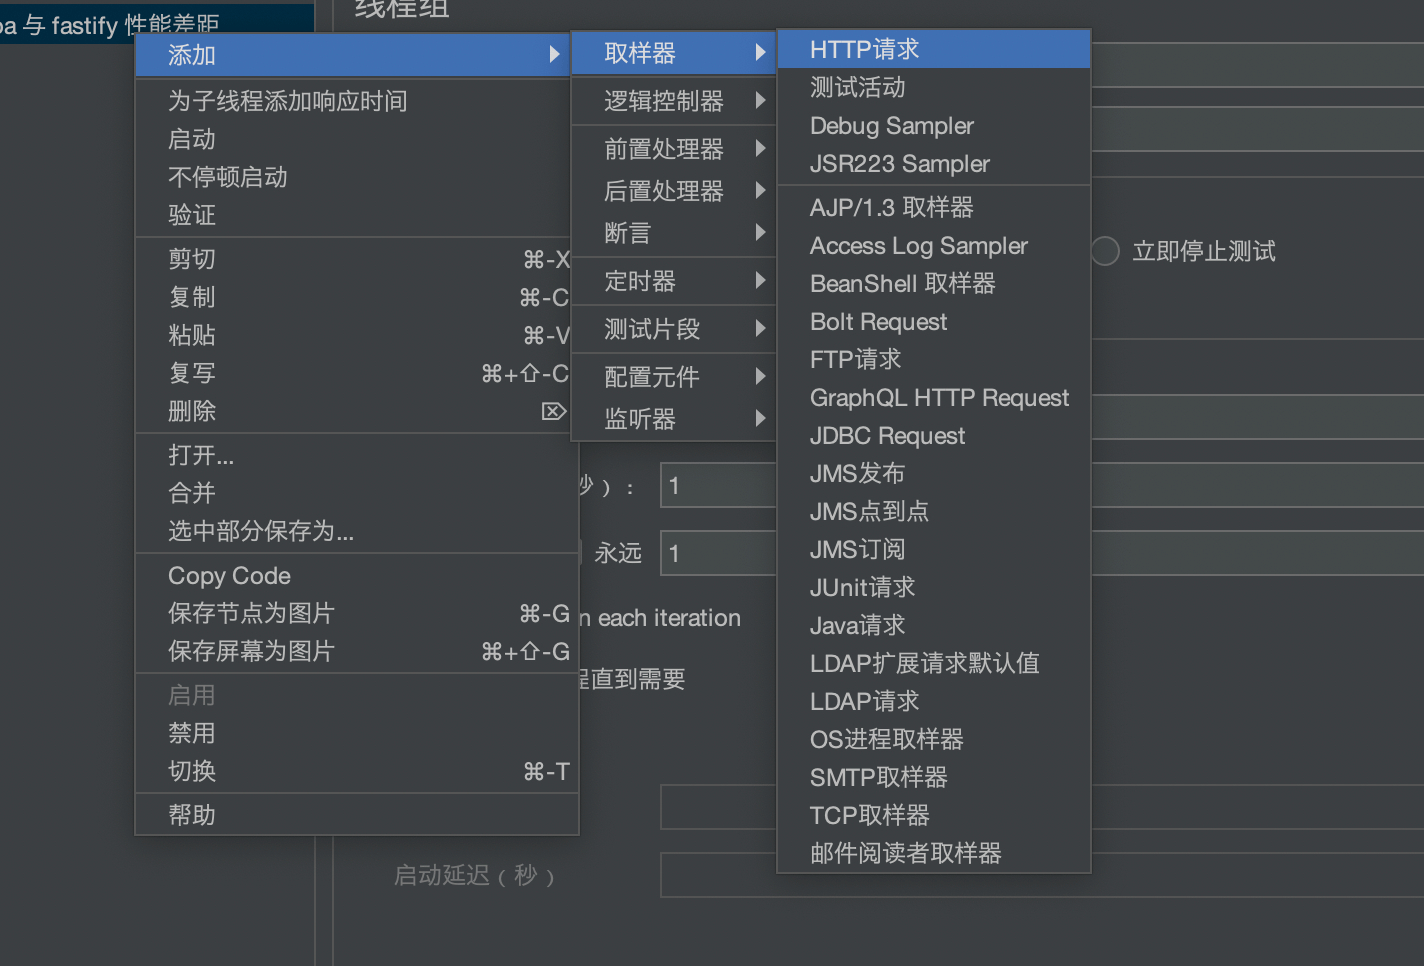 线程组
oa 与 fastify 性能差距
添加
为子线程添加响应时间
启动
不停顿启动
验证
剪切 ⌘-X
复制 ⌘-C
粘贴 ⌘-V
复写 ⌘+⇧-C
删除 ⌦
打开...
合并
选中部分保存为...
Copy Code
保存节点为图片 ⌘-G
保存屏幕为图片 ⌘+⇧-G
启用
禁用
切换 ⌘-T
帮助
取样器
逻辑控制器
前置处理器
后置处理器
断言
定时器
测试片段
配置元件
监听器
HTTP请求
测试活动
Debug Sampler
JSR223 Sampler
AJP/1.3 取样器
Access Log Sampler
BeanShell 取样器
Bolt Request
FTP请求
GraphQL HTTP Request
JDBC Request
JMS发布
JMS点到点
JMS订阅
JUnit请求
Java请求
LDAP扩展请求默认值
LDAP请求
OS进程取样器
SMTP取样器
TCP取样器
邮件阅读者取样器
立即停止测试
秒）： 1
永远 1
n each iteration
程直到需要
启动延迟（秒）